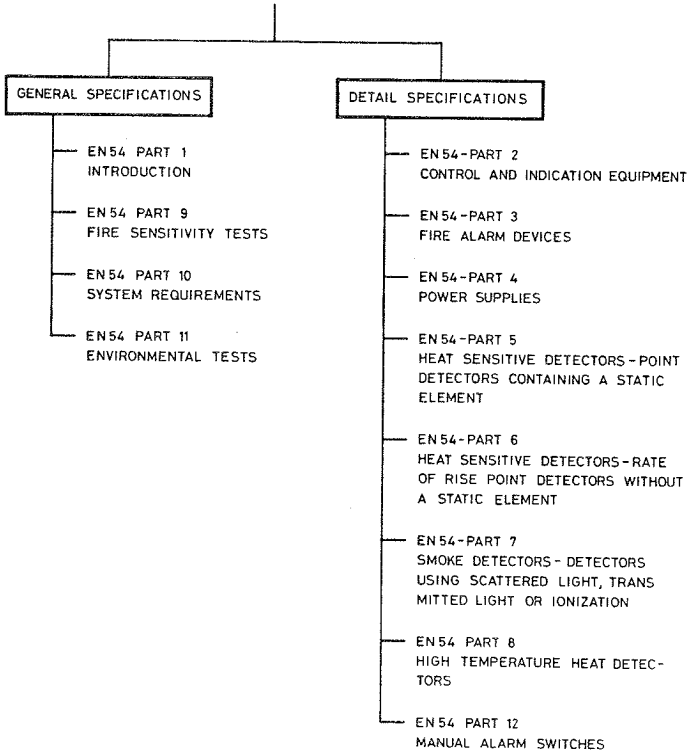 GENERAL SPECIFICATIONS
EN54 PART 1
INTRODUCTION
EN54 PART 9
FIRE SENSITIVITY TESTS
EN54 PART 10
SYSTEM REQUIREMENTS
EN54 PART 11
ENVIRONMENTAL TESTS
DETAIL SPECIFICATIONS
EN54-PART 2
CONTROL AND INDICATION EQUIPMENT
EN54-PART 3
FIRE ALARM DEVICES
EN54-PART 4
POWER SUPPLIES
EN54-PART 5
HEAT SENSITIVE DETECTORS-POINT
DETECTORS CONTAINING A STATIC
ELEMENT
EN54-PART 6
HEAT SENSITIVE DETECTORS-RATE
OF RISE POINT DETECTORS WITHOUT
A STATIC ELEMENT
EN54-PART 7
SMOKE DETECTORS- DETECTORS
USING SCATTERED LIGHT, TRANS
MITTED LIGHT OR IONIZATION
EN54 PART 8
HIGH TEMPERATURE HEAT DETEC-
TORS
EN54 PART 12
MANUAL ALARM SWITCHES